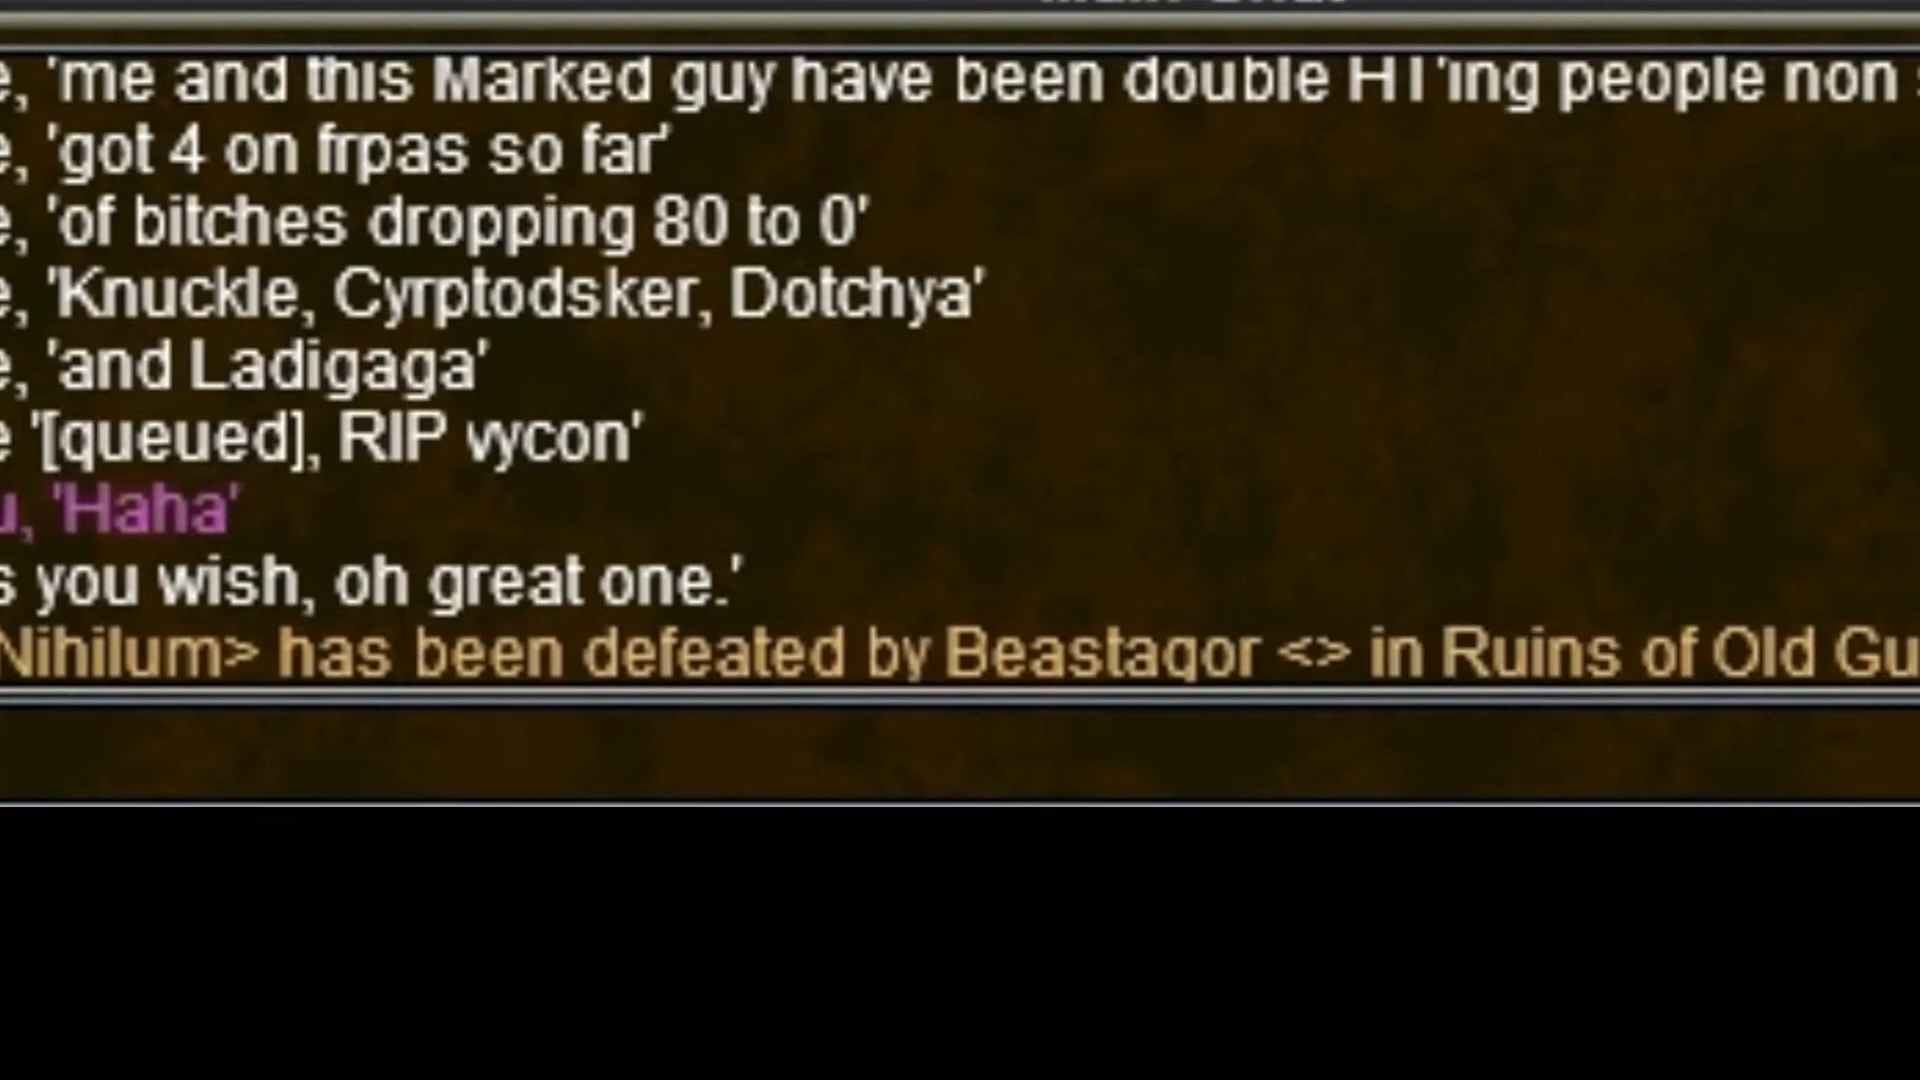 e, 'me and this Marked guy have been double HT'ing people non s
e, 'got 4 on frpas so far'
e, 'of bitches dropping 80 to 0'
e, 'Knuckle, Cyrptodsker, Dotchya'
e, 'and Ladigaga'
e '[queued], RIP vycon'
u, 'Haha'
s you wish, oh great one.'
Nihilum> has been defeated by Beastagor <> in Ruins of Old Gu